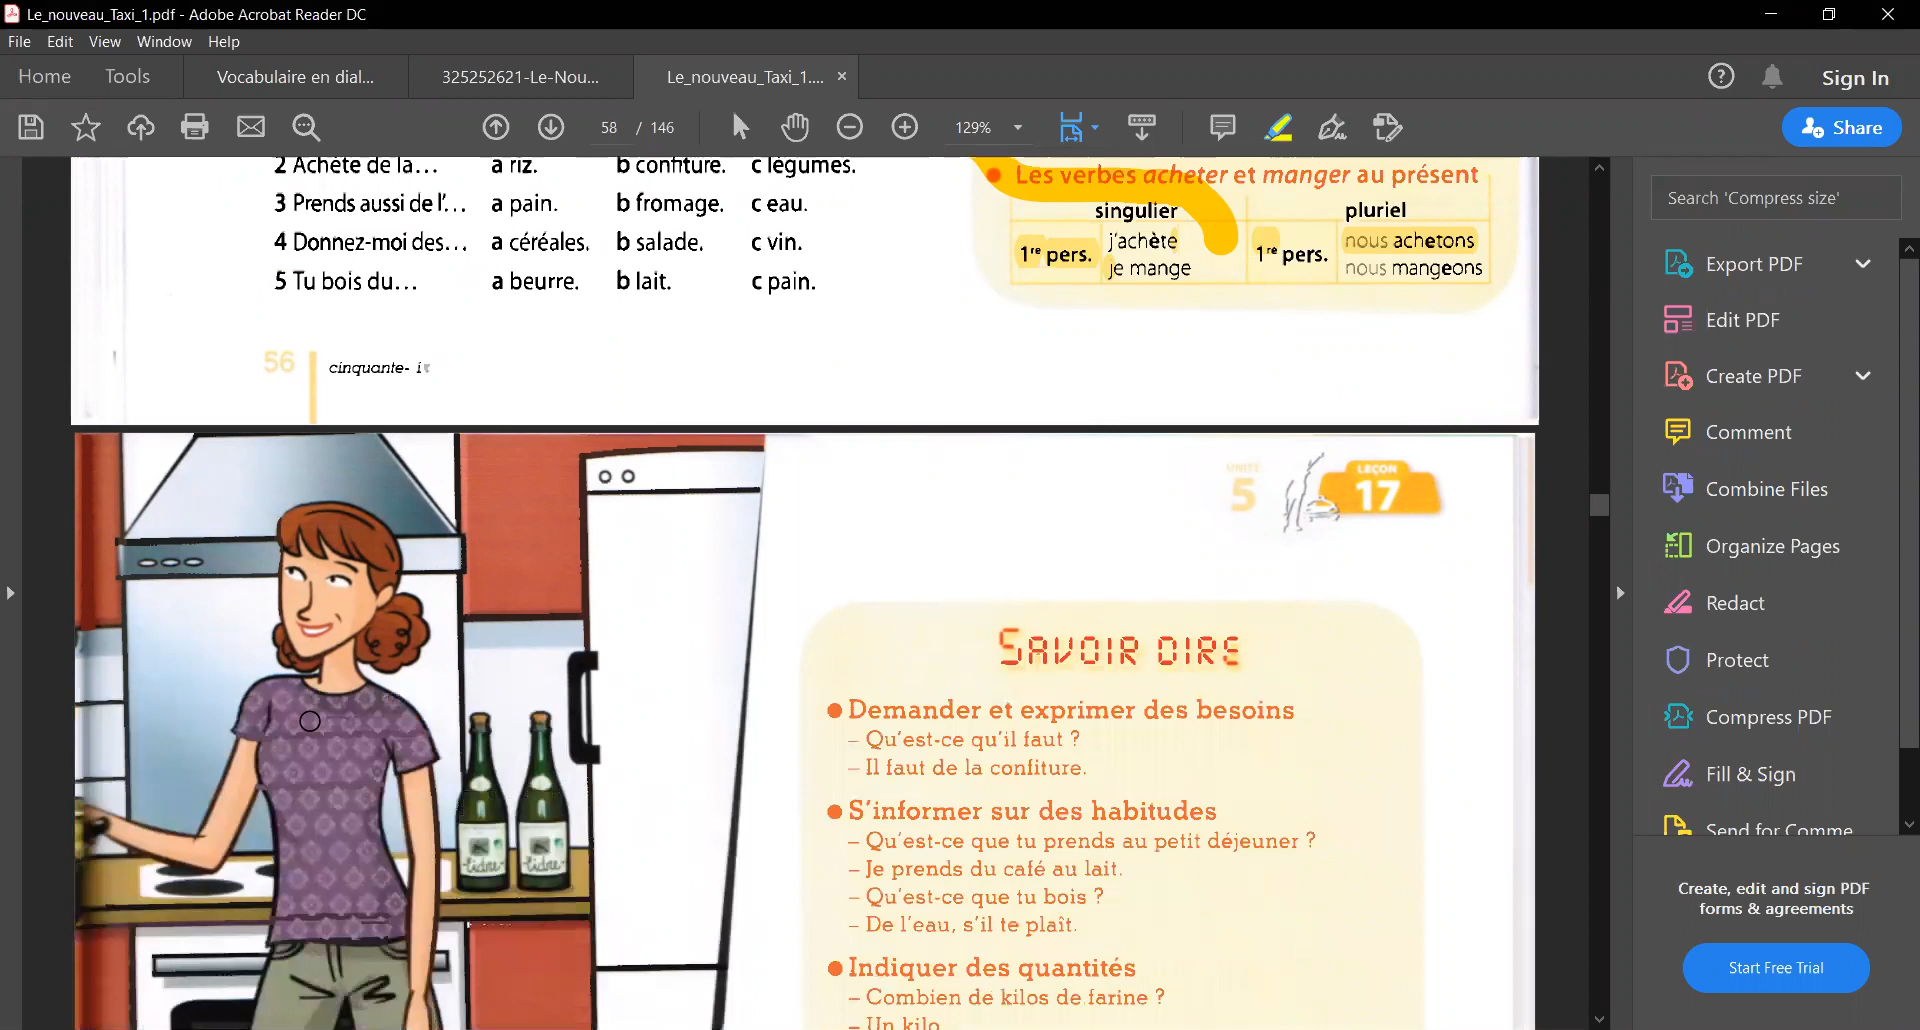 Le_nouveau_Taxi_1.pdf - Adobe Acrobat Reader DC
File Edit View Window Help
Home Tools Vocabulaire en dial... 325252621-Le-Nou... Le_nouveau_Taxi_1.... ×
Sign In
58 / 146 129% Share
2 Achète de la... a riz. b confiture. c légumes.
3 Prends aussi de l'... a pain. b fromage. c eau.
4 Donnez-moi des... a céréales. b salade. c vin.
5 Tu bois du... a beurre. b lait. c pain.
Les verbes acheter et manger au présent
singulier pluriel
1re pers. j'achète 1re pers. nous achetons
je mange nous mangeons
56 cinquante-
UNITÉ 5 LEÇON 17
SAVOIR DIRE
Demander et exprimer des besoins
– Qu'est-ce qu'il faut ?
– Il faut de la confiture.
S'informer sur des habitudes
– Qu'est-ce que tu prends au petit déjeuner ?
– Je prends du café au lait.
– Qu'est-ce que tu bois ?
– De l'eau, s'il te plaît.
Indiquer des quantités
– Combien de kilos de farine ?
– Un kilo
cidre cidre
Search 'Compress size'
Export PDF
Edit PDF
Create PDF
Comment
Combine Files
Organize Pages
Redact
Protect
Compress PDF
Fill & Sign
Send for Comme
Create, edit and sign PDF
forms & agreements
Start Free Trial